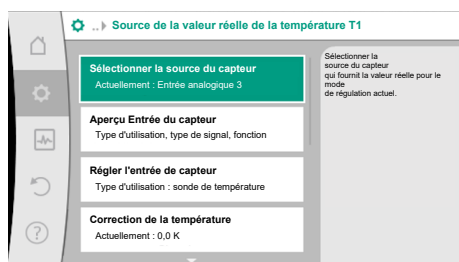 ..▸ Source de la valeur réelle de la température T1
Sélectionner la source du capteur
Actuellement : Entrée analogique 3
Aperçu Entrée du capteur
Type d'utilisation, type de signal, fonction
Régler l'entrée de capteur
Type d'utilisation : sonde de température
Correction de la température
Actuellement : 0,0 K
Sélectionner la
source du capteur
qui fournit la valeur réelle pour le
mode
de régulation actuel.
?